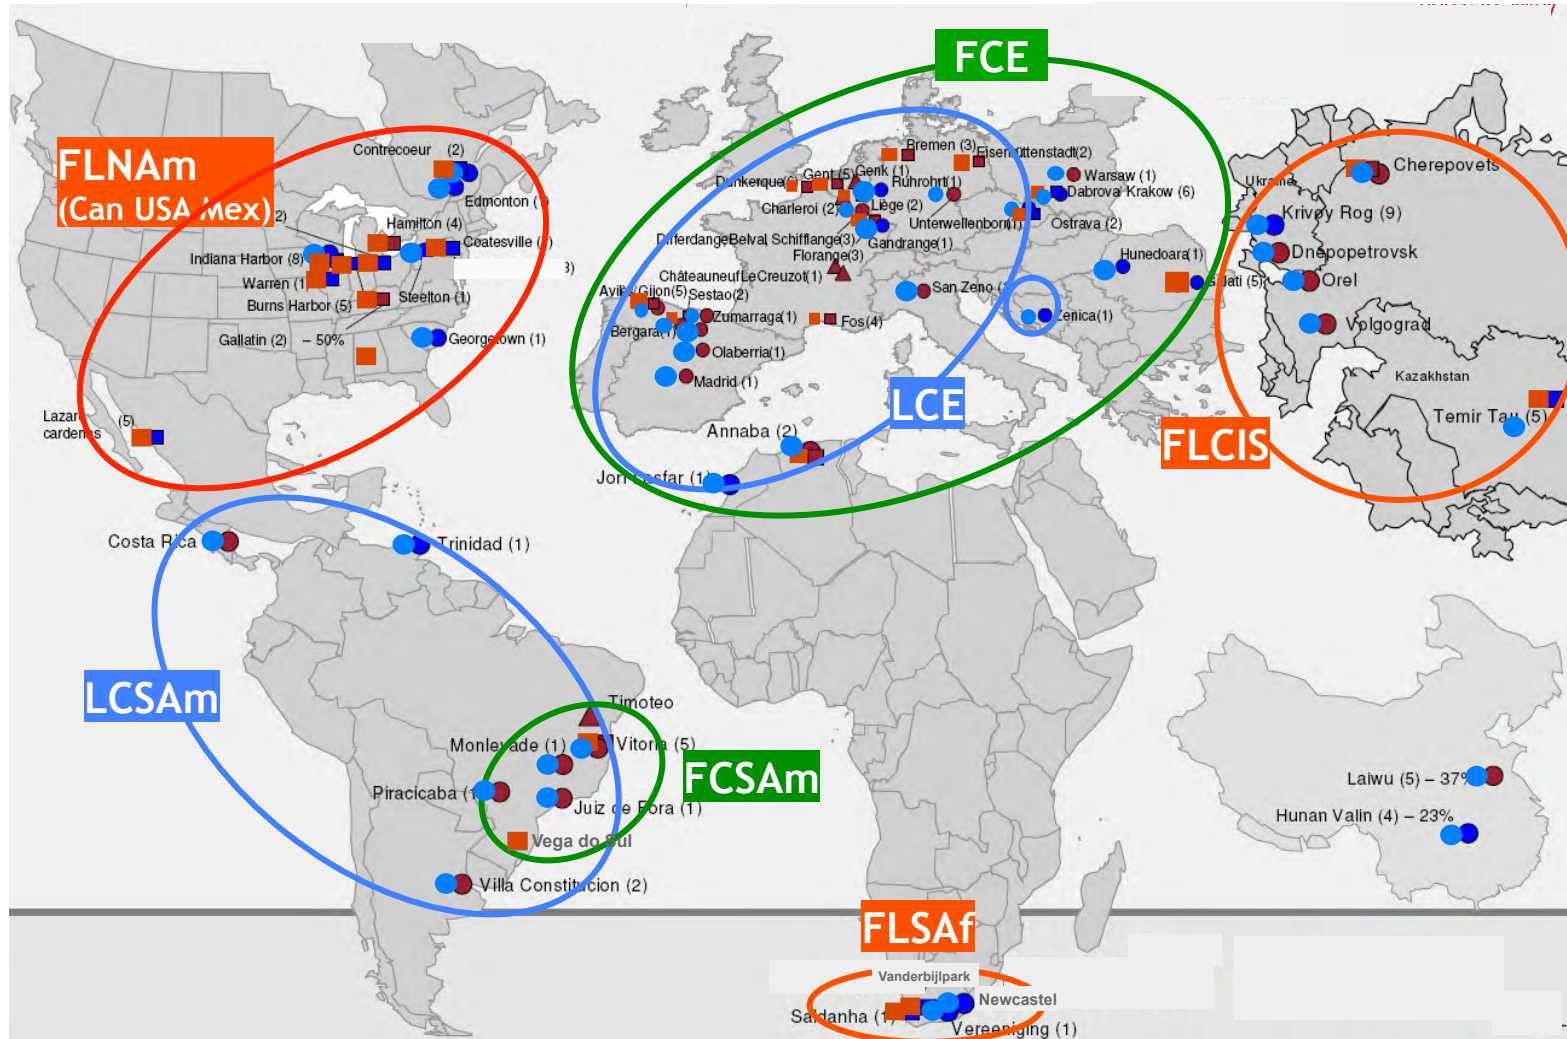 FCE
FLNAm
(Can USA Mex)
Contrecoeur (2)
Edmonton
Hamilton (4)
Coatesville
Indiana Harbor (8)
Warren (1
Burns Harbor (5)
Steelton (1)
Gallatin (2) – 50%
Georgetown (1)
cardenas
(5)
Bremen (3)
Eisenhüttenstadt(2)
Gent (5)
Genk (1)
Dunkerque
Ruhrohrt(1)
Warsaw (1)
Dabrova Krakow (6)
Charleroi (2)
Liège (2)
Unterwellenborn(1)
Ostrava (2)
Differdange, Belval, Schifflange(3)
Gandrange(1)
Florange(3)
Hunedoara(1)
ChâteauneufLeCreuzot(1)
Galati (5)
San Zeno
Avilés/Gijon(5)
Sestao(2)
Zumarraga(1)
Fos(4)
Zenica(1)
Bergara(1)
Olaberria(1)
Madrid (1)
LCE
Annaba (2)
Jorf Lasfar (1)
Cherepovets
Ukraine
Krivoy Rog (9)
Dnepopetrovsk
Orel
Volgograd
Kazakhstan
Temir Tau (5)
FLCIS
Costa Rica
Trinidad (1)
LCSAm
Timoteo
Monlevade (1)
Vitoria (5)
FCSAm
Piracicaba (1
Juiz de Fora (1)
Vega do Sul
Villa Constitucion (2)
Laiwu (5) – 37%
Hunan Valin (4) – 23%
FLSAf
Vanderbijlpark
Newcastel
Saldanha (1)
Vereeniging (1)